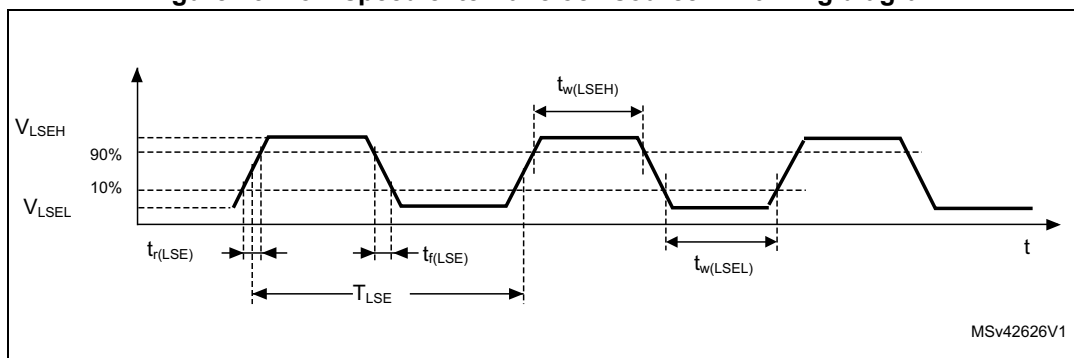 t_w(LSEH)
V_LSEH
90%
10%
V_LSEL
t_r(LSE)
t_f(LSE)
t_w(LSEL)
t
T_LSE
MSv42626V1